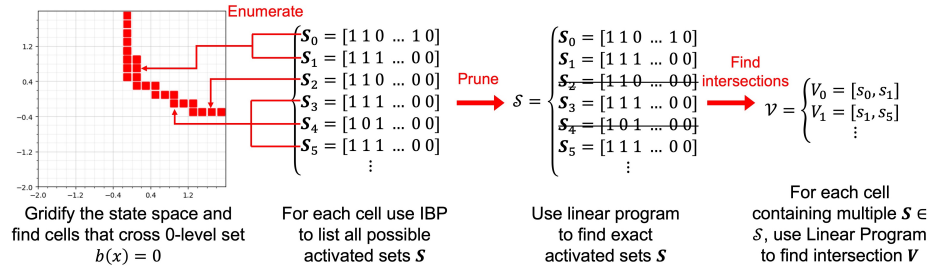 Enumerate
1.2
0.4
−0.4
−1.2
−2.0
−2.0
−1.2
−0.4
0.4
1.2
S₀ = [1 1 0 … 1 0]
S₁ = [1 1 1 … 0 0]
S₂ = [1 1 0 … 0 0]
S₃ = [1 1 1 … 0 0]
S₄ = [1 0 1 … 0 0]
S₅ = [1 1 1 … 0 0]
⋮
Prune
𝒮 =
S₀ = [1 1 0 … 1 0]
S₁ = [1 1 1 … 0 0]
S₂ = [1 1 0 … 0 0]
S₃ = [1 1 1 … 0 0]
S₄ = [1 0 1 … 0 0]
S₅ = [1 1 1 … 0 0]
⋮
Find
intersections
𝒱 =
V₀ = [s₀, s₁]
V₁ = [s₁, s₅]
⋮
Gridify the state space and
find cells that cross 0-level set
b(x) = 0
For each cell use IBP
to list all possible
activated sets S
Use linear program
to find exact
activated sets S
For each cell
containing multiple S ∈
𝒮, use Linear Program
to find intersection V